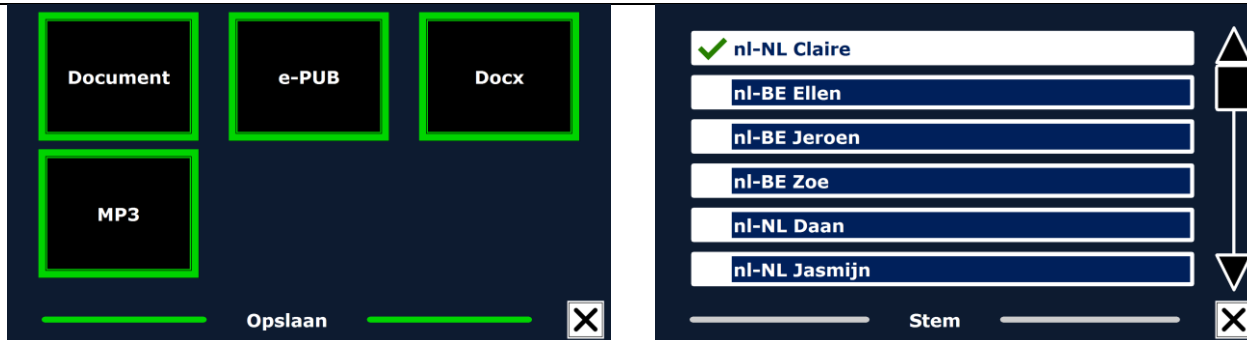 Document e-PUB Docx
MP3
Opslaan
nl-NL Claire
nl-BE Ellen
nl-BE Jeroen
nl-BE Zoe
nl-NL Daan
nl-NL Jasmijn
Stem